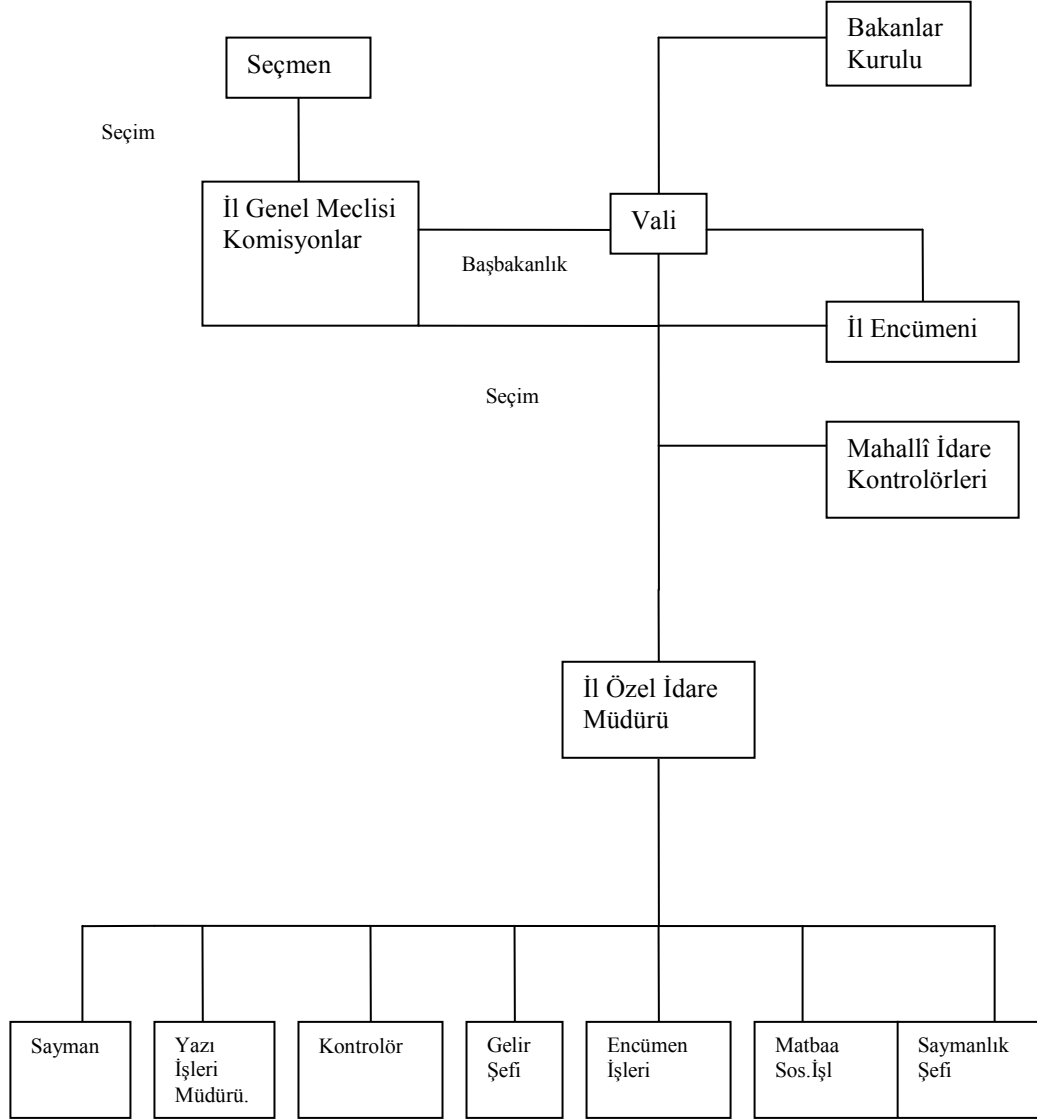 Bakanlar
Kurulu
Seçmen
Seçim
İl Genel Meclisi
Komisyonlar
Vali
Başbakanlık
İl Encümeni
Seçim
Mahallî İdare
Kontrolörleri
İl Özel İdare
Müdürü
Sayman
Yazı
İşleri
Müdürü.
Kontrolör
Gelir
Şefi
Encümen
İşleri
Matbaa
Sos.İşl
Saymanlık
Şefi